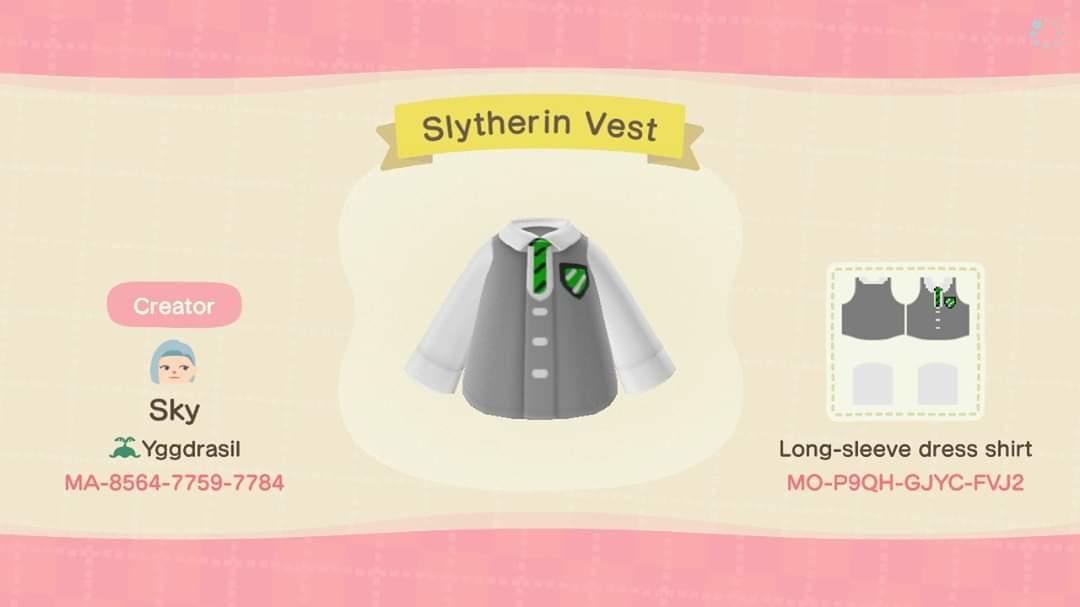 Slytherin Vest
Creator
Sky
Yggdrasil
MA-8564-7759-7784
Long-sleeve dress shirt
MO-P9QH-GJYC-FVJ2